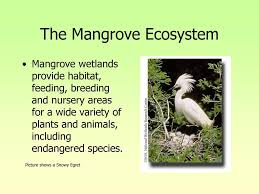 The Mangrove Ecosystem
• Mangrove wetlands
provide habitat,
feeding, breeding
and nursery areas
for a wide variety of
plants and animals,
including
endangered species.
Picture shows a Snowy Egret